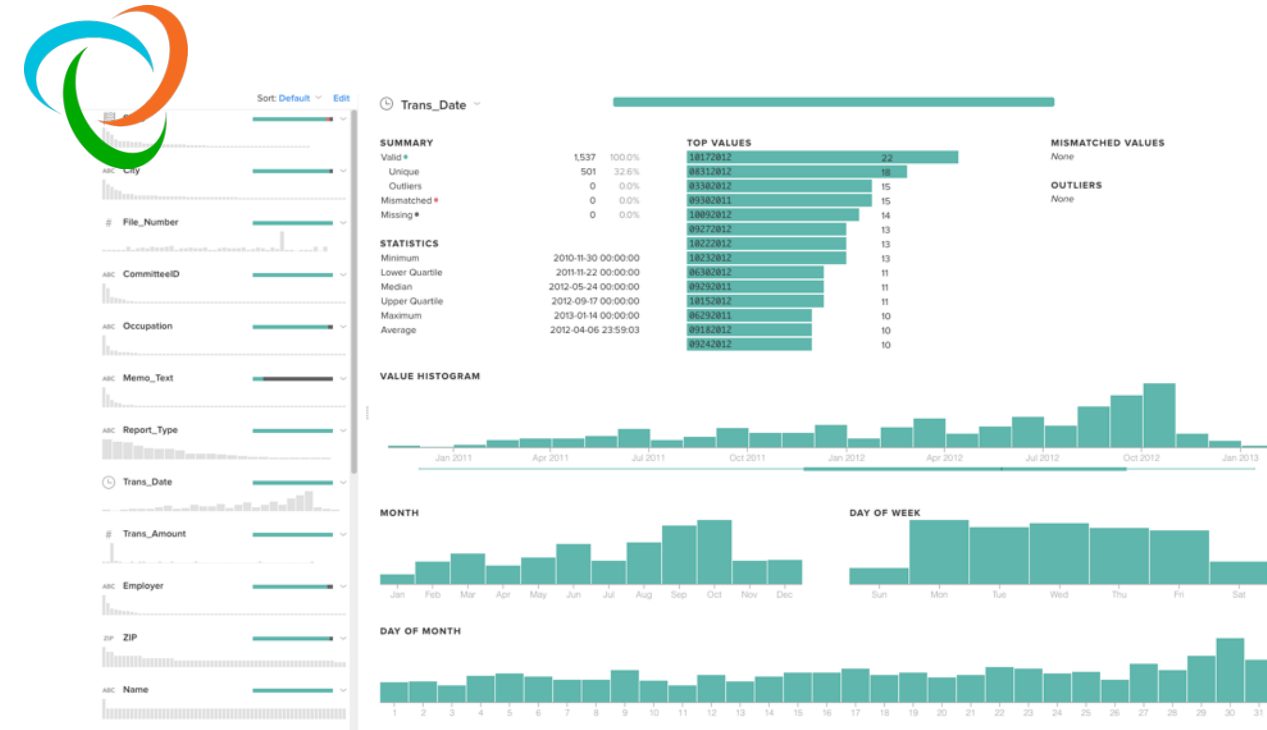 Sort: Default Edit
ABC City
# File_Number
ABC CommitteeID
ABC Occupation
ABC Memo_Text
ABC Report_Type
Trans_Date
# Trans_Amount
ABC Employer
ZIP ZIP
ABC Name
Trans_Date
SUMMARY
Valid 1,537 100.0%
Unique 501 32.6%
Outliers 0 0.0%
Mismatched 0 0.0%
Missing 0 0.0%
STATISTICS
Minimum 2010-11-30 00:00:00
Lower Quartile 2011-11-22 00:00:00
Median 2012-05-24 00:00:00
Upper Quartile 2012-09-17 00:00:00
Maximum 2013-01-14 00:00:00
Average 2012-04-06 23:59:03
TOP VALUES
10172012 22
08312012 18
03302012 15
09302011 15
10092012 14
09272012 13
10222012 13
10232012 13
06302012 11
09292011 11
10152012 11
06292011 10
09182012 10
09242012 10
MISMATCHED VALUES
None
OUTLIERS
None
VALUE HISTOGRAM
Jan 2011 Apr 2011 Jul 2011 Oct 2011 Jan 2012 Apr 2012 Jul 2012 Oct 2012 Jan 2013
MONTH
Jan Feb Mar Apr May Jun Jul Aug Sep Oct Nov Dec
DAY OF WEEK
Sun Mon Tue Wed Thu Fri Sat
DAY OF MONTH
1 2 3 4 5 6 7 8 9 10 11 12 13 14 15 16 17 18 19 20 21 22 23 24 25 26 27 28 29 30 31